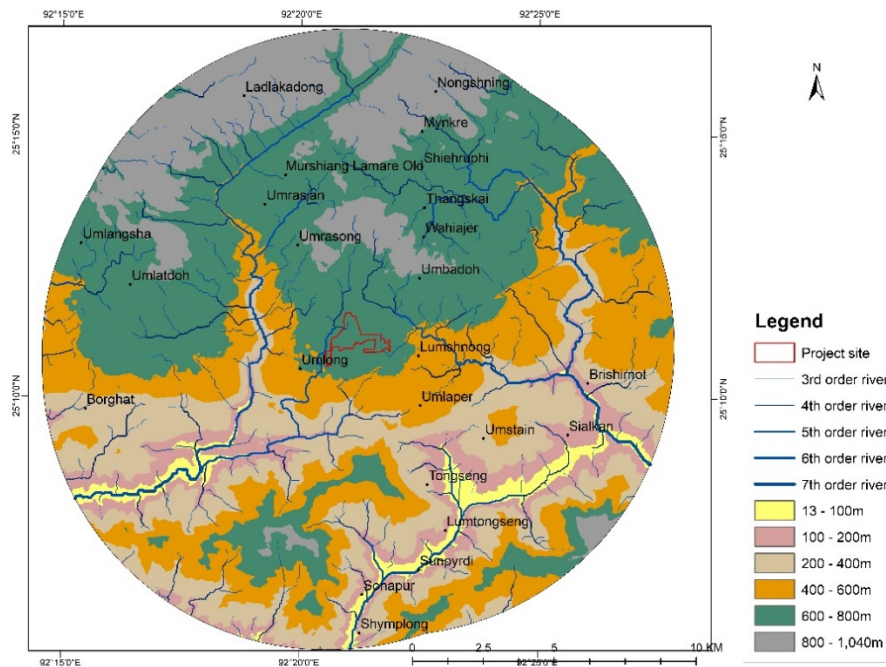 92°15'0"E 92°20'0"E 92°25'0"E
N
25°15'0"N 25°15'0"N
25°10'0"N 25°10'0"N
Ladlakadong
Nongshning
Mynkre
Shiehruphi
Murshiang Lamare Olo
Umrasian
Thangskai
Umlangsha
Umrasong
Wahiajer
Umlatdoh
Umbadoh
Lumshnong
Umlong
Brishirnot
Borghat
Umlaper
Umstain
Sialkan
Tongseng
Lumtongseng
Sunpyrdi
Sonapur
Shymplong
0 2.5 5 10 KM
92°15'0"E 92°20'0"E 92°25'0"E
Legend
Project site
3rd order river
4th order river
5th order river
6th order river
7th order river
13 - 100m
100 - 200m
200 - 400m
400 - 600m
600 - 800m
800 - 1,040m